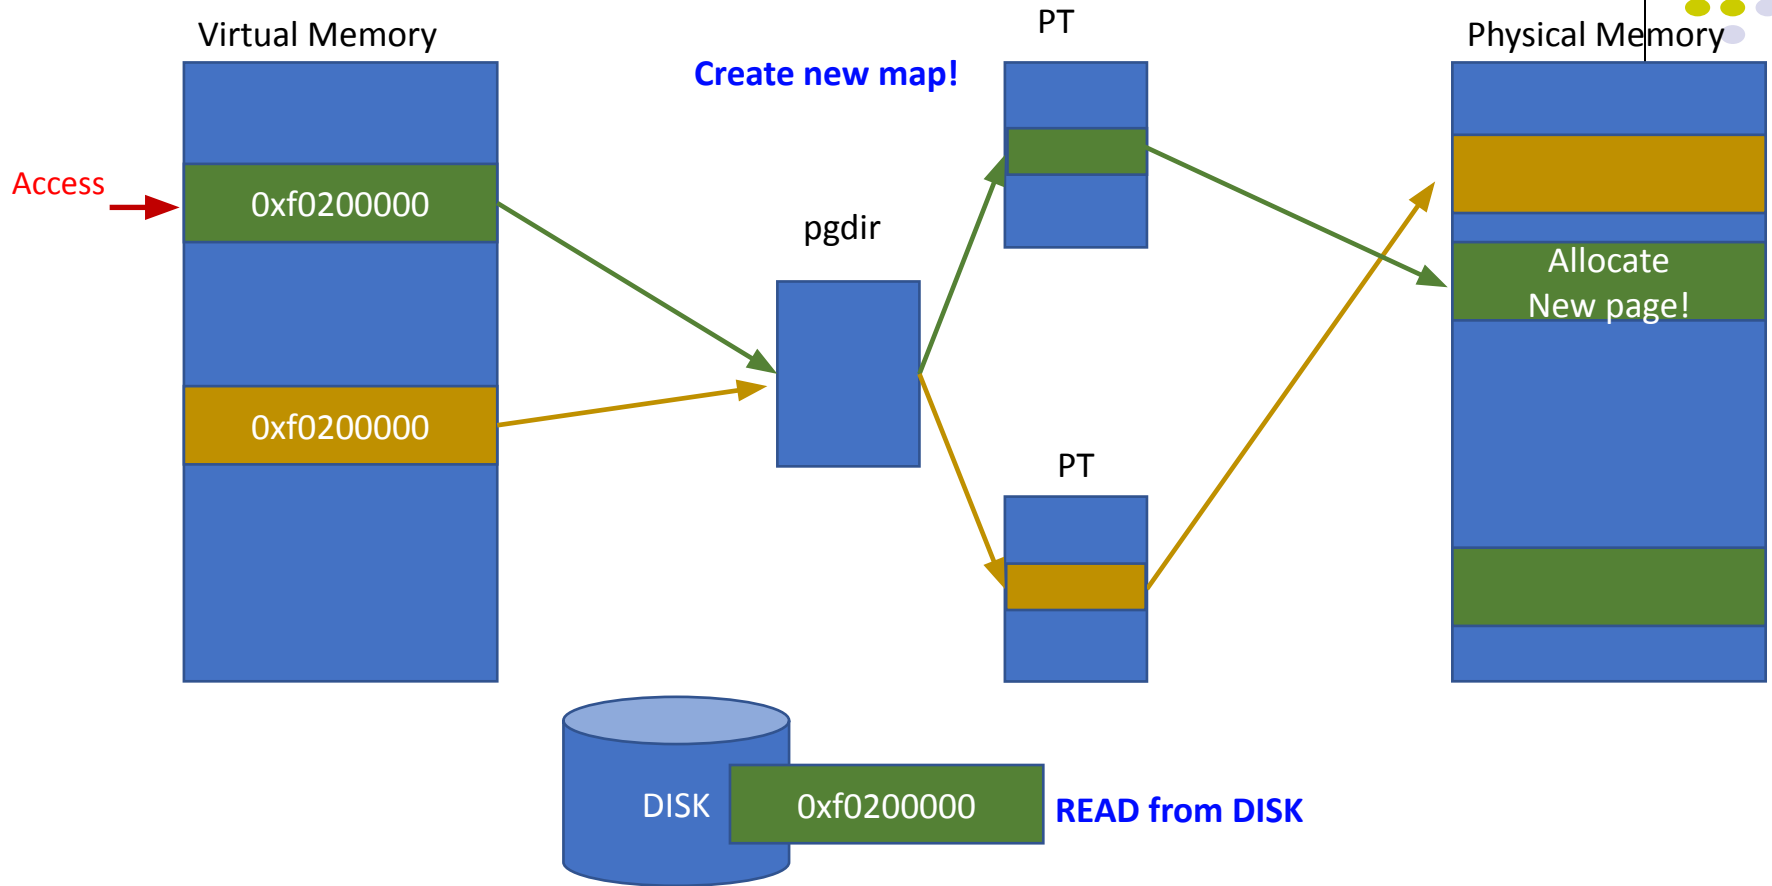 Virtual Memory
PT
Physical Memory
Create new map!
Access
0xf0200000
pgdir
Allocate
New page!
0xf0200000
PT
DISK
0xf0200000
READ from DISK